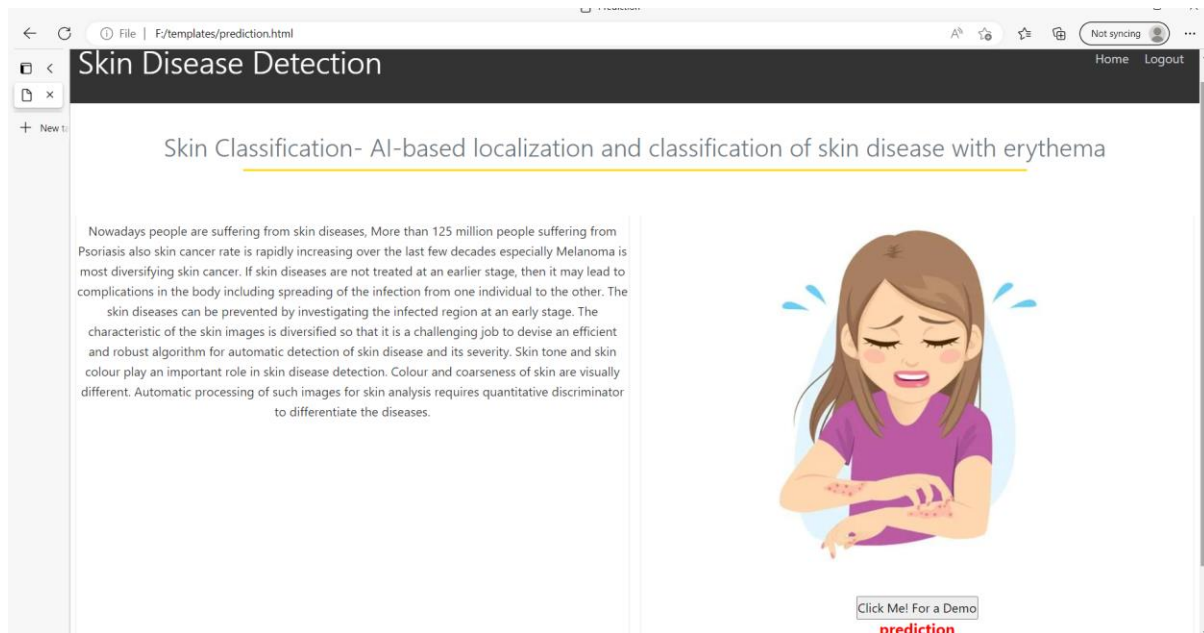 Prediction
File | F:/templates/prediction.html
Not syncing
Skin Disease Detection
Home Logout
New
Skin Classification- AI-based localization and classification of skin disease with erythema
Nowadays people are suffering from skin diseases, More than 125 million people suffering from
Psoriasis also skin cancer rate is rapidly increasing over the last few decades especially Melanoma is
most diversifying skin cancer. If skin diseases are not treated at an earlier stage, then it may lead to
complications in the body including spreading of the infection from one individual to the other. The
skin diseases can be prevented by investigating the infected region at an early stage. The
characteristic of the skin images is diversified so that it is a challenging job to devise an efficient
and robust algorithm for automatic detection of skin disease and its severity. Skin tone and skin
colour play an important role in skin disease detection. Colour and coarseness of skin are visually
different. Automatic processing of such images for skin analysis requires quantitative discriminator
to differentiate the diseases.
Click Me! For a Demo
prediction